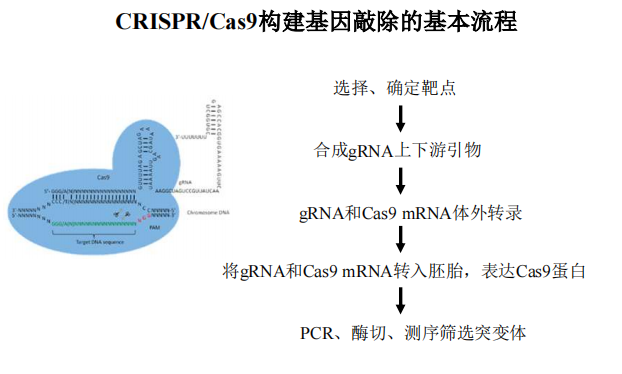 CRISPR/Cas9构建基因敲除的基本流程
选择、确定靶点
合成gRNA上下游引物
gRNA和Cas9 mRNA体外转录
将gRNA和Cas9 mRNA转入胚胎，表达Cas9蛋白
PCR、酶切、测序筛选突变体
Cas9
gRNA
Chromosome DNA
PAM
Target DNA sequence